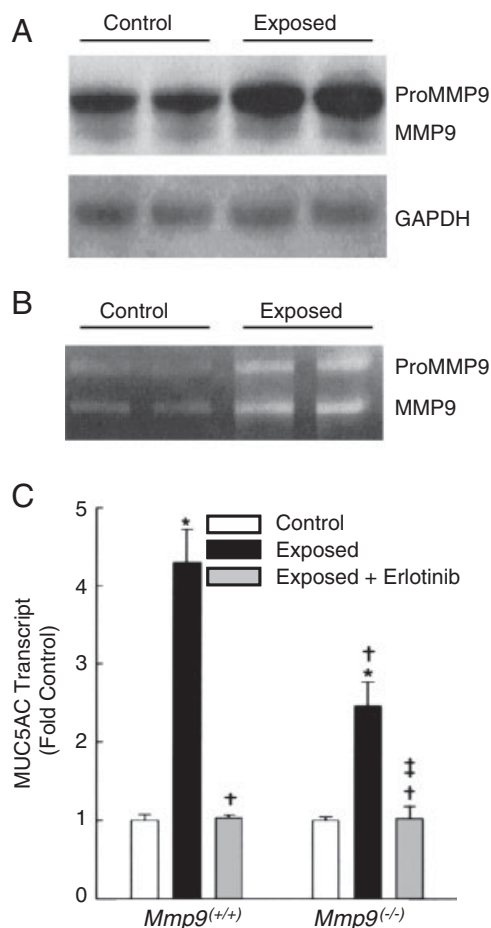 A
Control Exposed
ProMMP9
MMP9
GAPDH
B
Control Exposed
ProMMP9
MMP9
C
5
4
3
2
1
0
MUC5AC Transcript
(Fold Control)
Control
Exposed
Exposed + Erlotinib
*
†
†
*
‡
†
Mmp9(+/+) Mmp9(-/-)